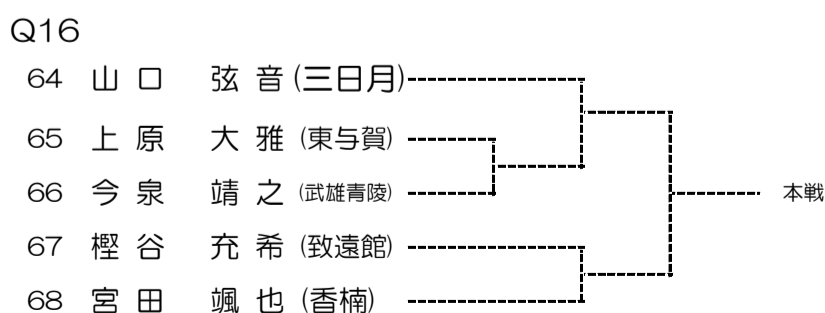 Q16
64 山口 弦音 (三日月)
65 上原 大雅 (東与賀)
66 今泉 靖之 (武雄青陵)
本戦
67 樫谷 充希 (致遠館)
68 宮田 颯也 (香楠)